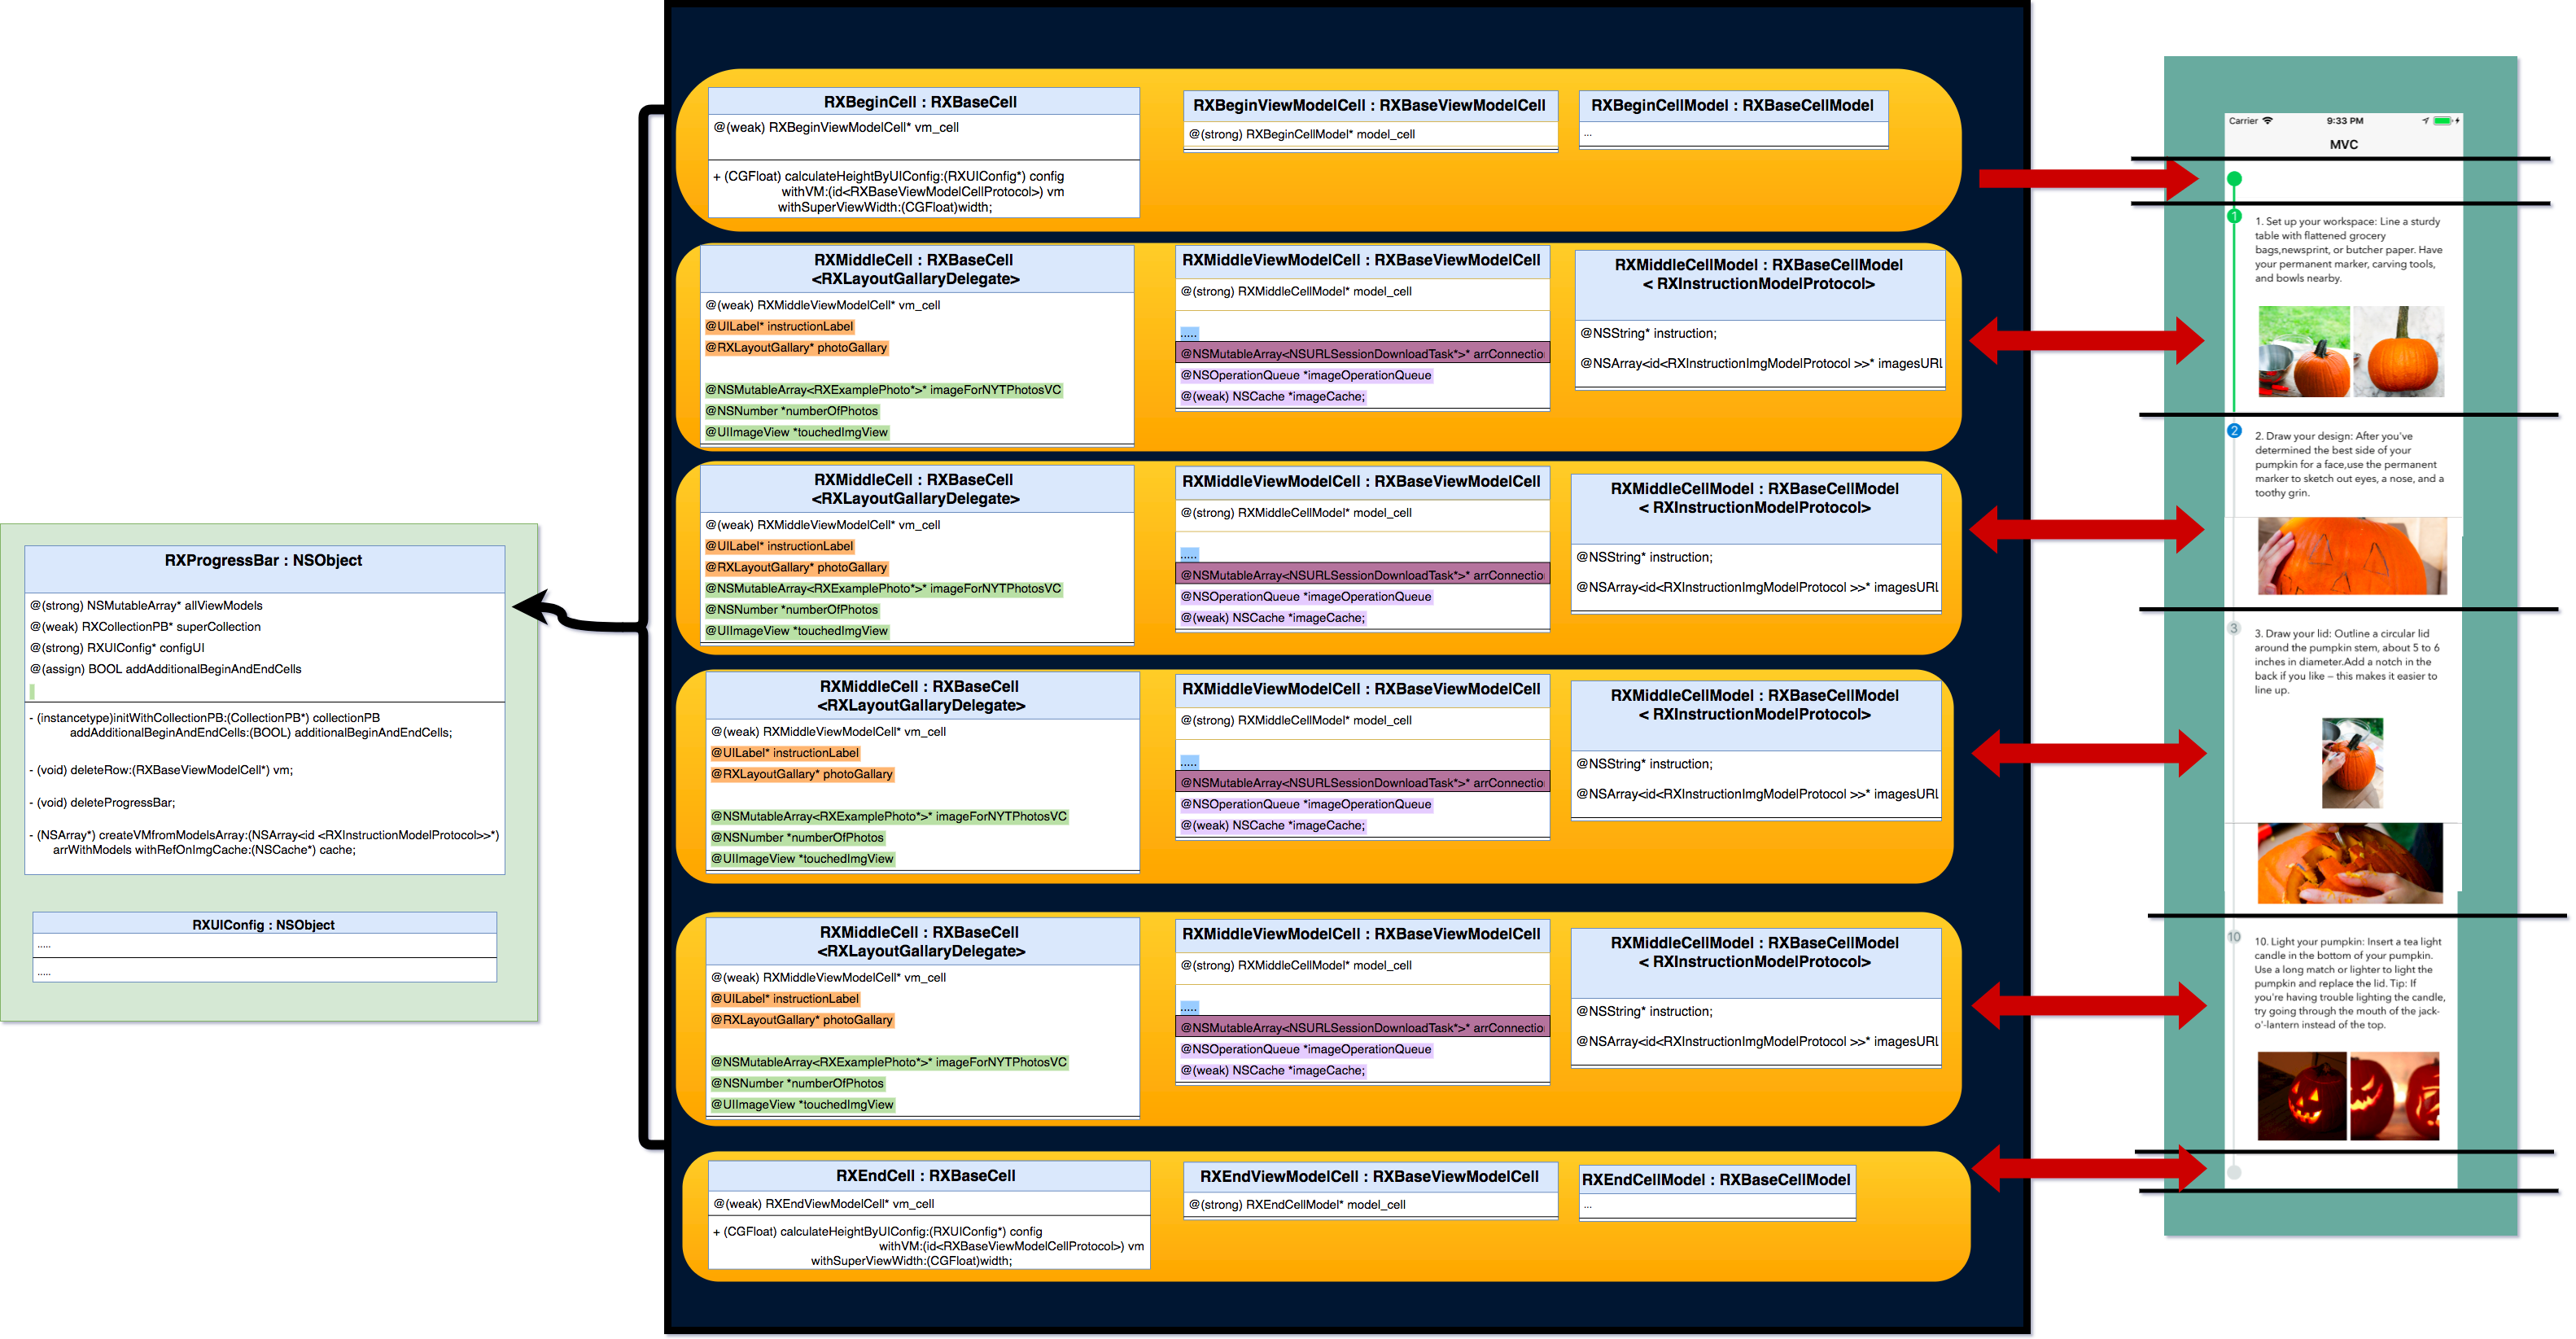 RXProgressBar : NSObject
@(strong) NSMutableArray* allViewModels
@(weak) RXCollectionPB* superCollection
@(strong) RXUIConfig* configUI
@(assign) BOOL addAdditionalBeginAndEndCells
- (instancetype)initWithCollectionPB:(CollectionPB*) collectionPB
addAdditionalBeginAndEndCells:(BOOL) additionalBeginAndEndCells;
- (void) deleteRow:(RXBaseViewModelCell*) vm;
- (void) deleteProgressBar;
- (NSArray*) createVMfromModelsArray:(NSArray<id <RXInstructionModelProtocol>>*)
arrWithModels withRefOnImgCache:(NSCache*) cache;
RXUIConfig : NSObject
.....
.....
RXBeginCell : RXBaseCell
@(weak) RXBeginViewModelCell* vm_cell
+ (CGFloat) calculateHeightByUIConfig:(RXUIConfig*) config
withVM:(id<RXBaseViewModelCellProtocol>) vm
withSuperViewWidth:(CGFloat)width;
RXBeginViewModelCell : RXBaseViewModelCell
@(strong) RXBeginCellModel* model_cell
RXBeginCellModel : RXBaseCellModel
...
RXMiddleCell : RXBaseCell
<RXLayoutGallaryDelegate>
@(weak) RXMiddleViewModelCell* vm_cell
@UILabel* instructionLabel
@RXLayoutGallary* photoGallary
@NSMutableArray<RXExamplePhoto*>* imageForNYTPhotosVC
@NSNumber *numberOfPhotos
@UIImageView *touchedImgView
RXMiddleViewModelCell : RXBaseViewModelCell
@(strong) RXMiddleCellModel* model_cell
.....
@NSMutableArray<NSURLSessionDownloadTask*>* arrConnectio
@NSOperationQueue *imageOperationQueue
@(weak) NSCache *imageCache;
RXMiddleCellModel : RXBaseCellModel
< RXInstructionModelProtocol>
@NSString* instruction;
@NSArray<id<RXInstructionImgModelProtocol >>* imagesURL
RXMiddleCell : RXBaseCell
<RXLayoutGallaryDelegate>
@(weak) RXMiddleViewModelCell* vm_cell
@UILabel* instructionLabel
@RXLayoutGallary* photoGallary
@NSMutableArray<RXExamplePhoto*>* imageForNYTPhotosVC
@NSNumber *numberOfPhotos
@UIImageView *touchedImgView
RXMiddleViewModelCell : RXBaseViewModelCell
@(strong) RXMiddleCellModel* model_cell
.....
@NSMutableArray<NSURLSessionDownloadTask*>* arrConnectio
@NSOperationQueue *imageOperationQueue
@(weak) NSCache *imageCache;
RXMiddleCellModel : RXBaseCellModel
< RXInstructionModelProtocol>
@NSString* instruction;
@NSArray<id<RXInstructionImgModelProtocol >>* imagesURL
RXMiddleCell : RXBaseCell
<RXLayoutGallaryDelegate>
@(weak) RXMiddleViewModelCell* vm_cell
@UILabel* instructionLabel
@RXLayoutGallary* photoGallary
@NSMutableArray<RXExamplePhoto*>* imageForNYTPhotosVC
@NSNumber *numberOfPhotos
@UIImageView *touchedImgView
RXMiddleViewModelCell : RXBaseViewModelCell
@(strong) RXMiddleCellModel* model_cell
.....
@NSMutableArray<NSURLSessionDownloadTask*>* arrConnectio
@NSOperationQueue *imageOperationQueue
@(weak) NSCache *imageCache;
RXMiddleCellModel : RXBaseCellModel
< RXInstructionModelProtocol>
@NSString* instruction;
@NSArray<id<RXInstructionImgModelProtocol >>* imagesURL
RXMiddleCell : RXBaseCell
<RXLayoutGallaryDelegate>
@(weak) RXMiddleViewModelCell* vm_cell
@UILabel* instructionLabel
@RXLayoutGallary* photoGallary
@NSMutableArray<RXExamplePhoto*>* imageForNYTPhotosVC
@NSNumber *numberOfPhotos
@UIImageView *touchedImgView
RXMiddleViewModelCell : RXBaseViewModelCell
@(strong) RXMiddleCellModel* model_cell
.....
@NSMutableArray<NSURLSessionDownloadTask*>* arrConnectio
@NSOperationQueue *imageOperationQueue
@(weak) NSCache *imageCache;
RXMiddleCellModel : RXBaseCellModel
< RXInstructionModelProtocol>
@NSString* instruction;
@NSArray<id<RXInstructionImgModelProtocol >>* imagesURL
RXEndCell : RXBaseCell
@(weak) RXEndViewModelCell* vm_cell
+ (CGFloat) calculateHeightByUIConfig:(RXUIConfig*) config
withVM:(id<RXBaseViewModelCellProtocol>) vm
withSuperViewWidth:(CGFloat)width;
RXEndViewModelCell : RXBaseViewModelCell
@(strong) RXEndCellModel* model_cell
RXEndCellModel : RXBaseCellModel
...
Carrier 9:33 PM
MVC
1
1. Set up your workspace: Line a sturdy
table with flattened grocery
bags,newsprint, or butcher paper. Have
your permanent marker, carving tools,
and bowls nearby.
2
2. Draw your design: After you've
determined the best side of your
pumpkin for a face,use the permanent
marker to sketch out eyes, a nose, and a
toothy grin.
3
3. Draw your lid: Outline a circular lid
around the pumpkin stem, about 5 to 6
inches in diameter.Add a notch in the
back if you like – this makes it easier to
line up.
10
10. Light your pumpkin: Insert a tea light
candle in the bottom of your pumpkin.
Use a long match or lighter to light the
pumpkin and replace the lid. Tip: If
you're having trouble lighting the candle,
try going through the mouth of the jack-
o'-lantern instead of the top.